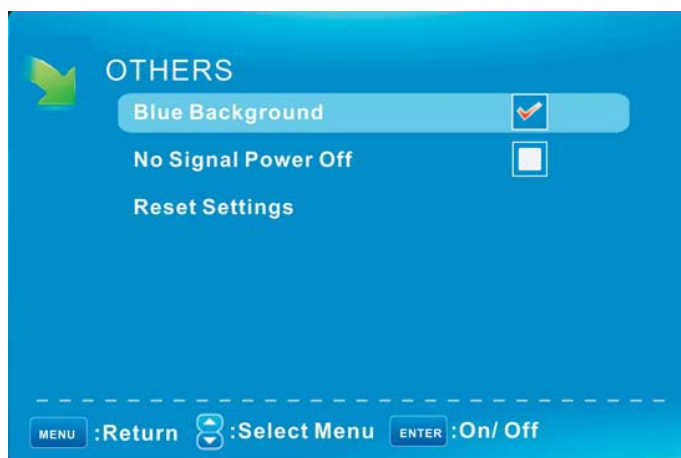 OTHERS
Blue Background
No Signal Power Off
Reset Settings
MENU :Return :Select Menu ENTER :On/ Off